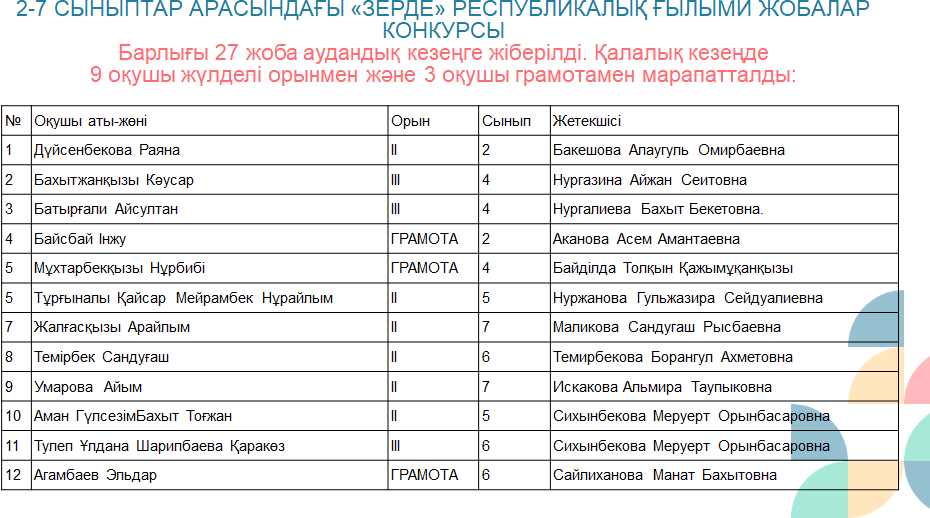 2-7 СЫНЫПТАР АРАСЫНДАҒЫ «ЗЕРДЕ» РЕСПУБЛИКАЛЫҚ ҒЫЛЫМИ ЖОБАЛАР
КОНКУРСЫ
Барлығы 27 жоба аудандық кезеңге жіберілді. Қалалық кезеңде
9 оқушы жүлделі орынмен және 3 оқушы грамотамен марапатталды:
№ Оқушы аты-жөні Орын Сынып Жетекшісі
1 Дүйсенбекова Раяна II 2 Бакешова Алаугуль Омирбаевна
2 Бахытжанқызы Кәусар III 4 Нургазина Айжан Сеитовна
3 Батырғали Айсултан III 4 Нургалиева Бахыт Бекетовна.
4 Байсбай Інжу ГРАМОТА 2 Аканова Асем Амантаевна
5 Мұхтарбекқызы Нұрбибі ГРАМОТА 4 Байділда Толқын Қажымұқанқызы
5 Тұрғыналы Қайсар Мейрамбек Нұрайлым II 5 Нуржанова Гульжазира Сейдуалиевна
7 Жалғасқызы Арайлым II 7 Маликова Сандугаш Рысбаевна
8 Темірбек Сандуғаш II 6 Темирбекова Борангул Ахметовна
9 Умарова Айым II 7 Искакова Альмира Таупыковна
10 Аман ГүпсезімБахыт Тоғжан II 5 Сихынбекова Меруерт Орынбасаровна
11 Тулеп Ұлдана Шарипбаева Қаракөз III 6 Сихынбекова Меруерт Орынбасаровна
12 Агамбаев Эльдар ГРАМОТА 6 Сайлиханова Манат Бахытовна